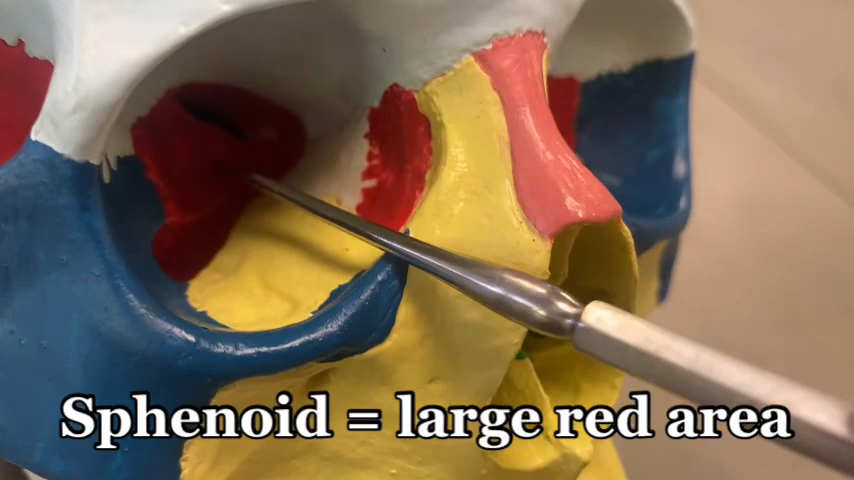 Sphenoid = large red area